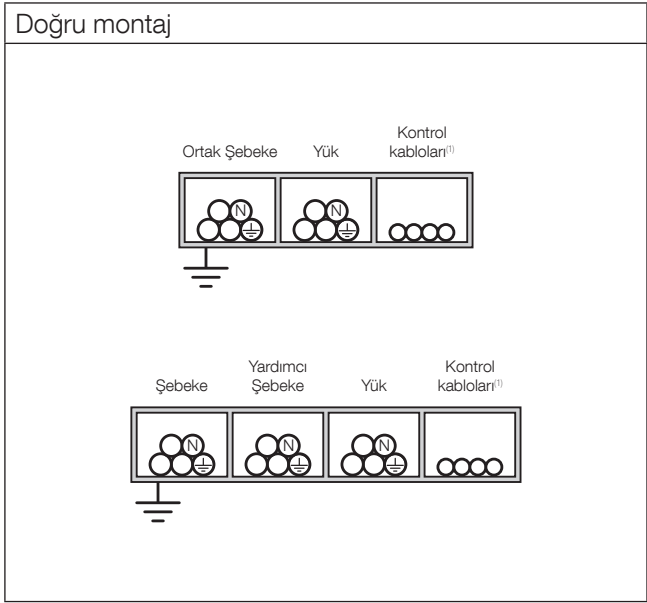 Doğru montaj
Kontrol
Ortak Şebeke Yük kabloları(1)
N N
Yardımcı Kontrol
Şebeke Şebeke Yük kabloları(1)
N N N